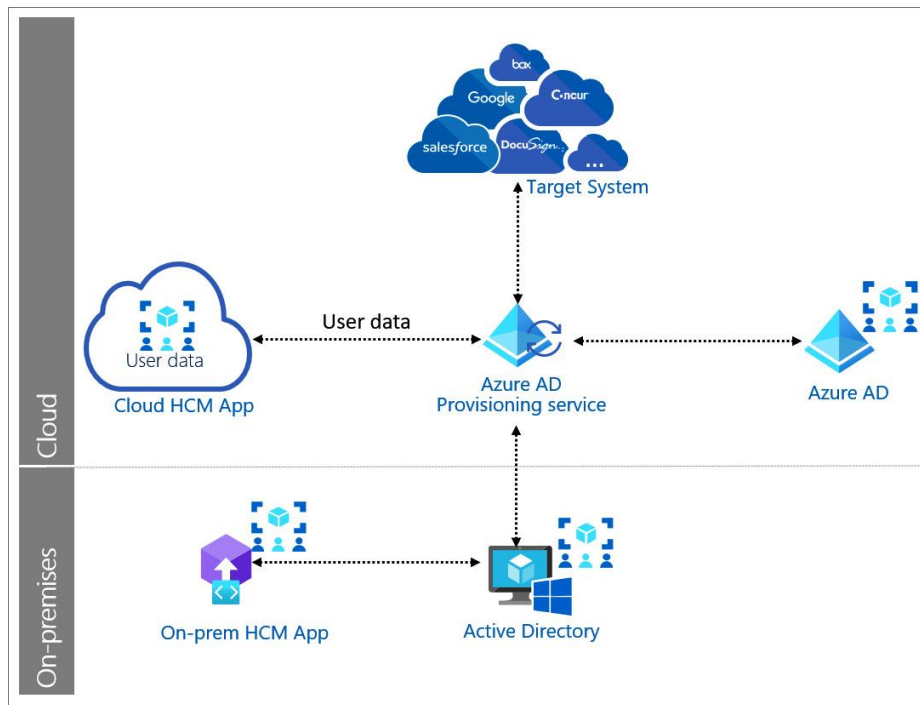 Cloud
box
Google
C•ncur
salesforce
DocuSign
...
Target System
User data
User data
Cloud HCM App
Azure AD
Provisioning service
Azure AD
On-premises
On-prem HCM App
Active Directory